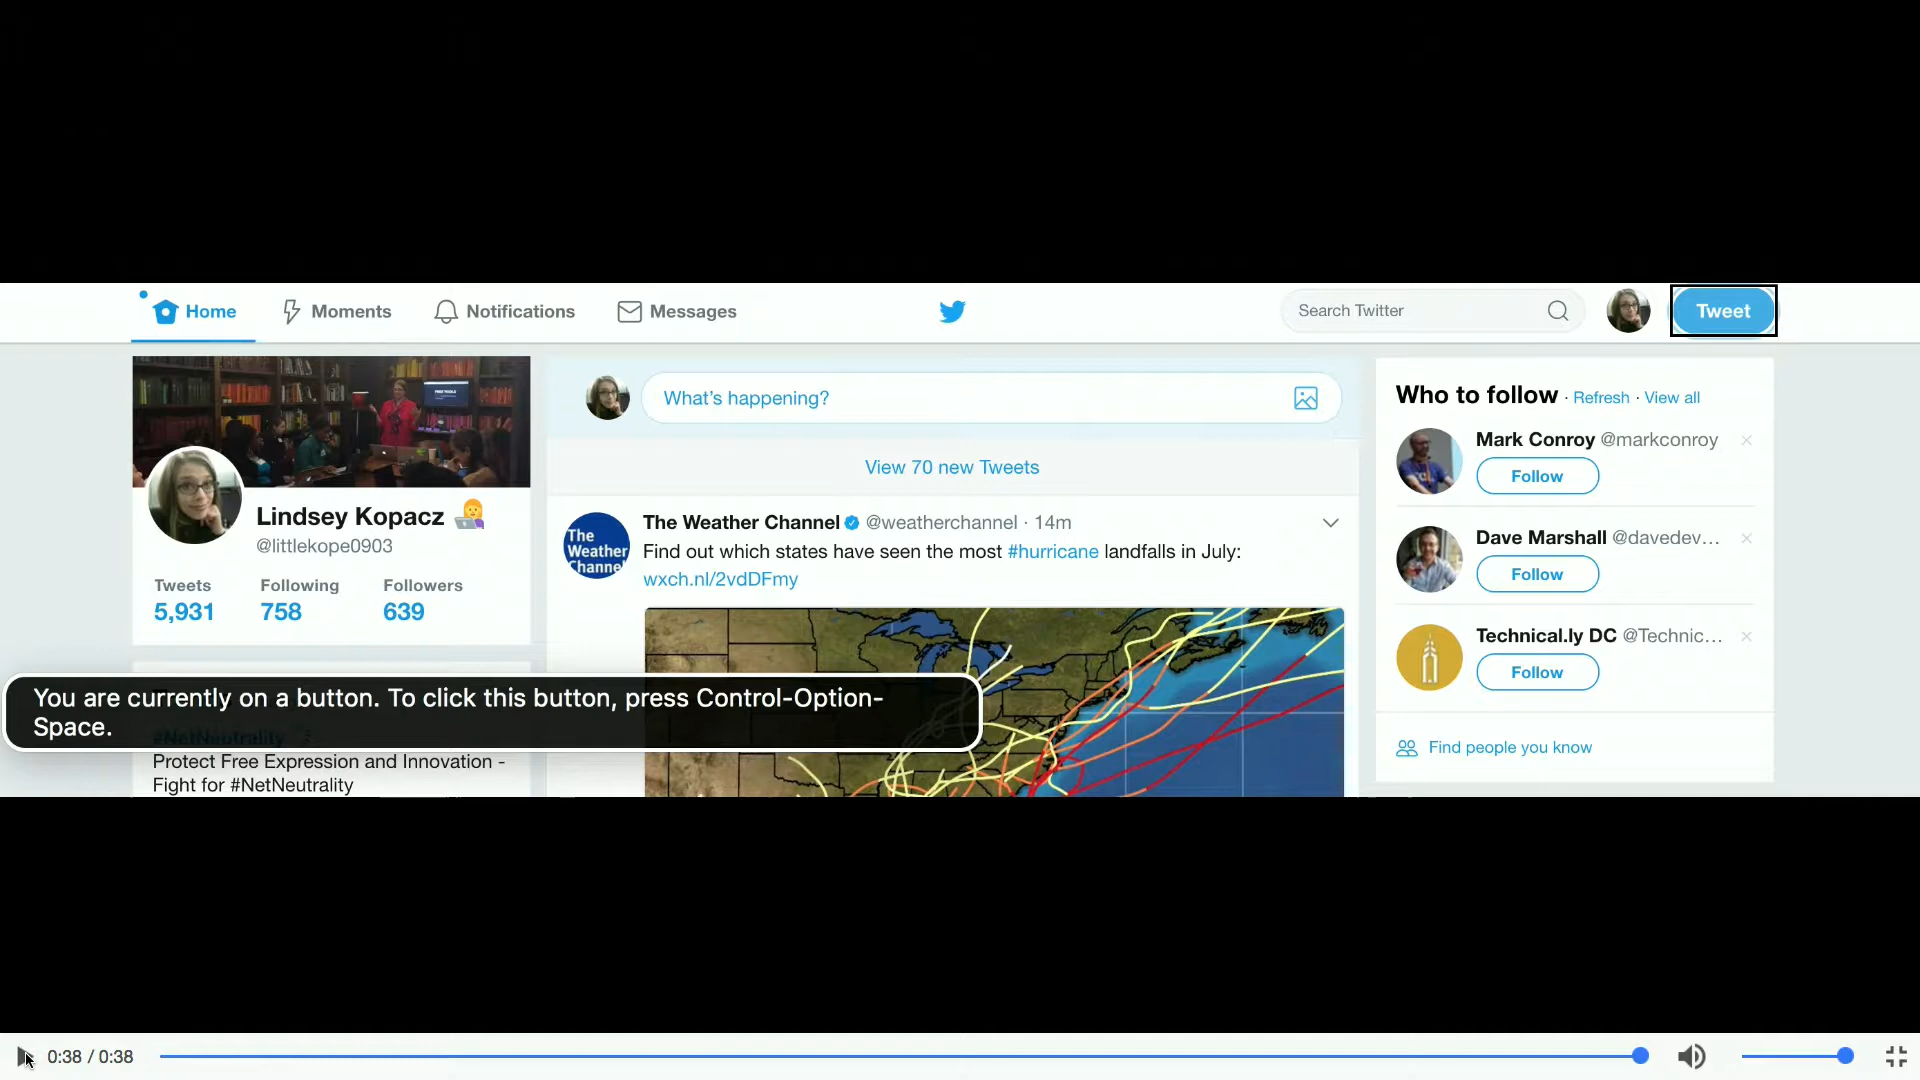 Home
Moments
Notifications
Messages
Search Twitter
Tweet
Lindsey Kopacz
@littlekope0903
Tweets Following Followers
5,931 758 639
What's happening?
View 70 new Tweets
The Weather Channel @weatherchannel · 14m
The Weather Channel
Find out which states have seen the most #hurricane landfalls in July:
wxch.nl/2vdDFmy
Who to follow · Refresh · View all
Mark Conroy @markconroy
Follow
Dave Marshall @davedev...
Follow
Technical.ly DC @Technic...
Follow
Find people you know
You are currently on a button. To click this button, press Control-Option-
Space.
#NetNeutrality
Protect Free Expression and Innovation -
Fight for #NetNeutrality
0:38 / 0:38